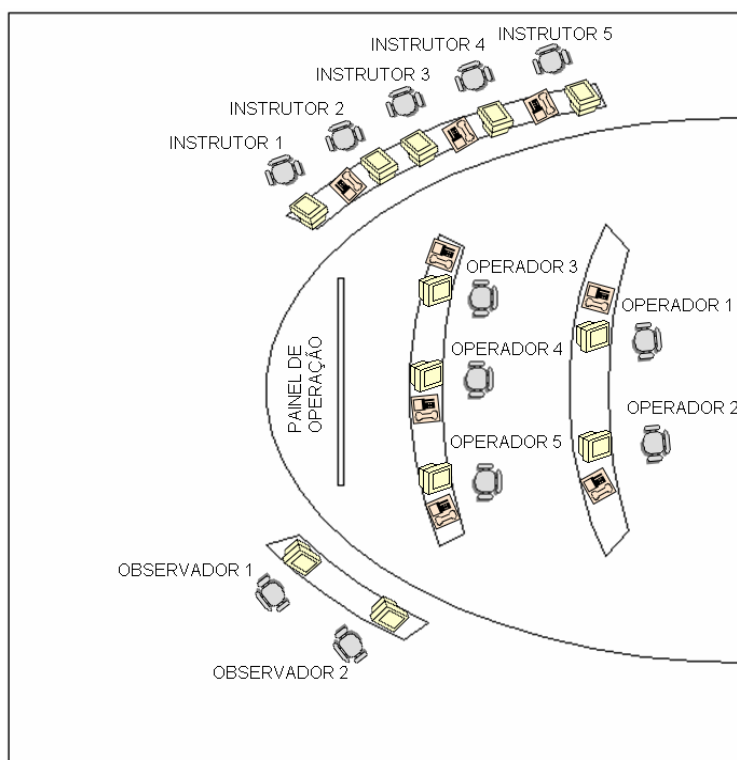 INSTRUTOR 5
INSTRUTOR 4
INSTRUTOR 3
INSTRUTOR 2
INSTRUTOR 1
OPERADOR 3
OPERADOR 1
OPERADOR 4
PAINEL DE
OPERAÇÃO
OPERADOR 2
OPERADOR 5
OBSERVADOR 1
OBSERVADOR 2